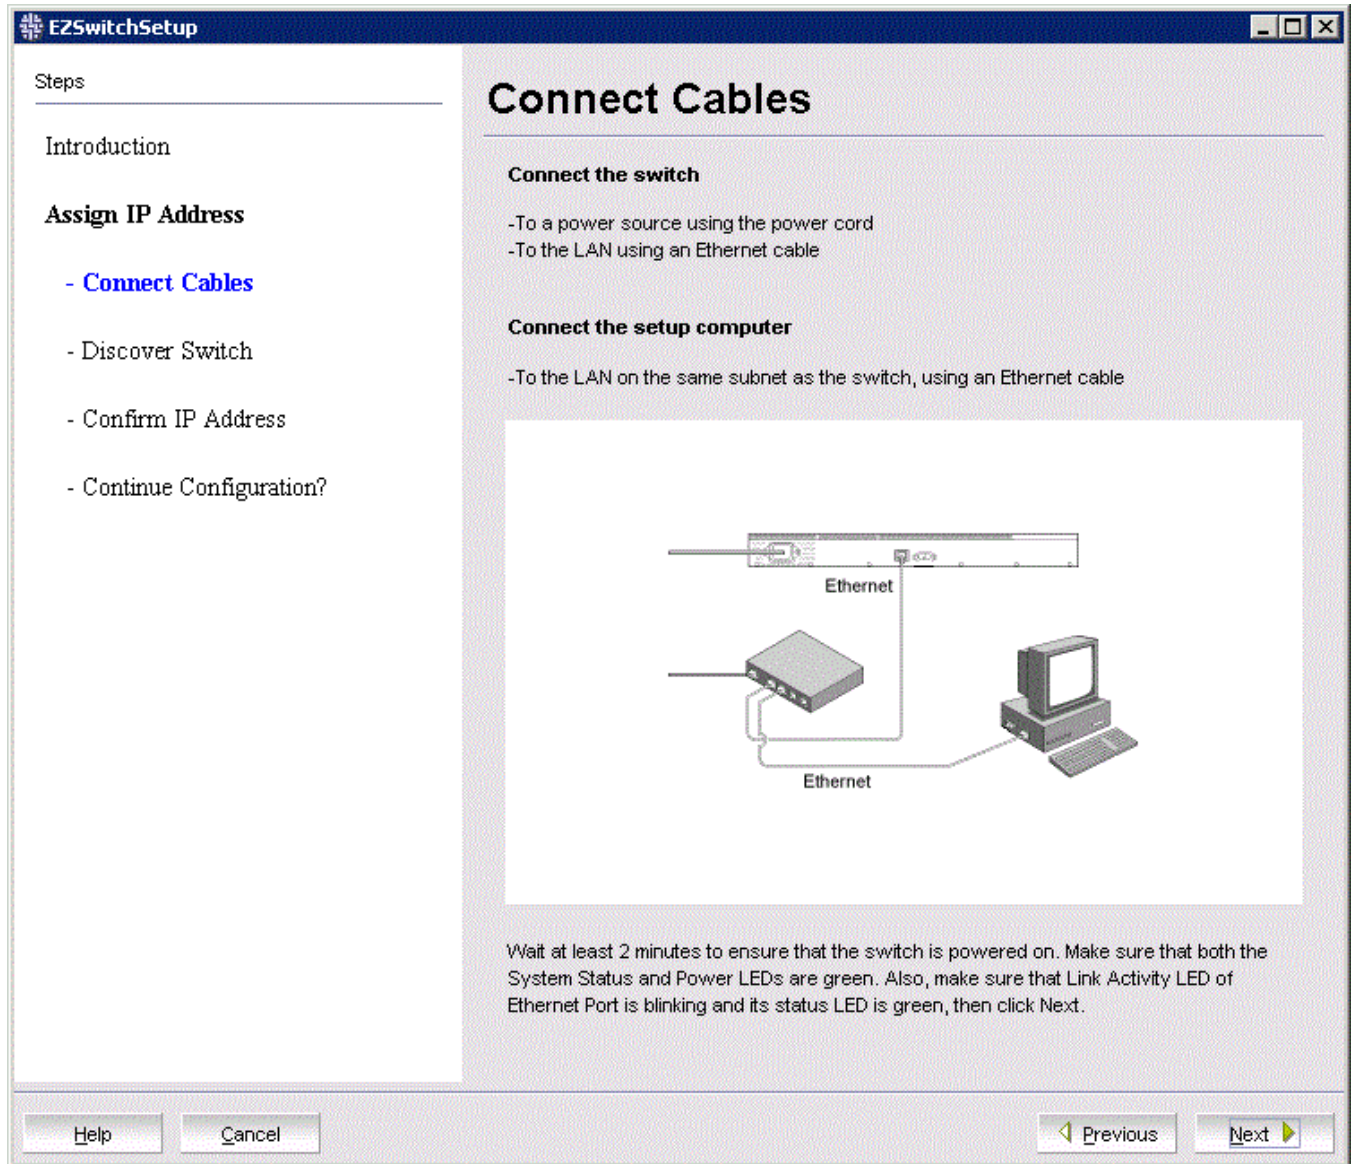 EZSwitchSetup
Steps
Introduction
Assign IP Address
- Connect Cables
- Discover Switch
- Confirm IP Address
- Continue Configuration?
Connect Cables
Connect the switch
-To a power source using the power cord
-To the LAN using an Ethernet cable
Connect the setup computer
-To the LAN on the same subnet as the switch, using an Ethernet cable
Ethernet
Ethernet
Wait at least 2 minutes to ensure that the switch is powered on. Make sure that both the
System Status and Power LEDs are green. Also, make sure that Link Activity LED of
Ethernet Port is blinking and its status LED is green, then click Next.
Help
Cancel
Previous
Next